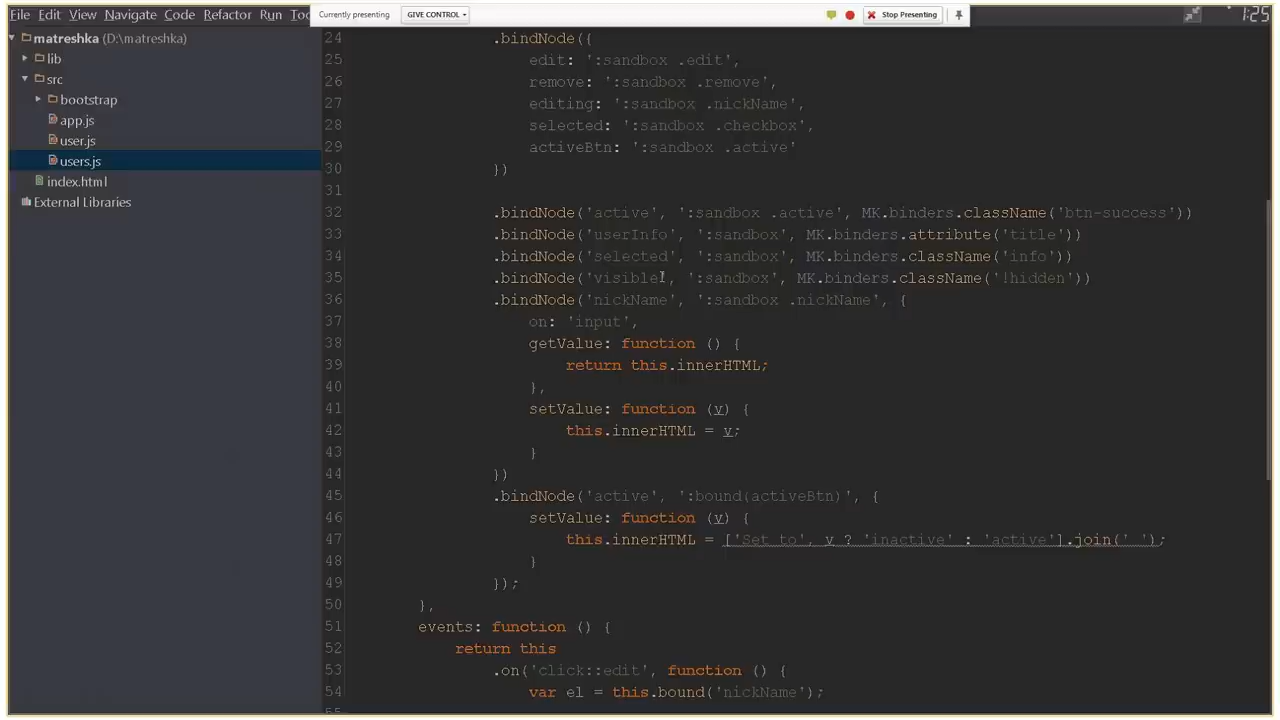 File Edit View Navigate Code Refactor Run Too
Currently presenting GIVE CONTROL Stop Presenting
1:25
matreshka (D:\matreshka)
lib
src
bootstrap
app.js
user.js
users.js
index.html
External Libraries
24 .bindNode({
25 edit: ':sandbox .edit',
26 remove: ':sandbox .remove',
27 editing: ':sandbox .nickName',
28 selected: ':sandbox .checkbox',
29 activeBtn: ':sandbox .active'
30 })
31
32 .bindNode('active', ':sandbox .active', MK.binders.className('btn-success'))
33 .bindNode('userInfo', ':sandbox', MK.binders.attribute('title'))
34 .bindNode('selected', ':sandbox', MK.binders.className('info'))
35 .bindNode('visible', ':sandbox', MK.binders.className('!hidden'))
36 .bindNode('nickName', ':sandbox .nickName', {
37 on: 'input',
38 getValue: function () {
39 return this.innerHTML;
40 },
41 setValue: function (v) {
42 this.innerHTML = v;
43 }
44 })
45 .bindNode('active', ':bound(activeBtn)', {
46 setValue: function (v) {
47 this.innerHTML = ['Set to', v ? 'inactive' : 'active'].join(' ');
48 }
49 });
50 },
51 events: function () {
52 return this
53 .on('click::edit', function () {
54 var el = this.bound('nickName');